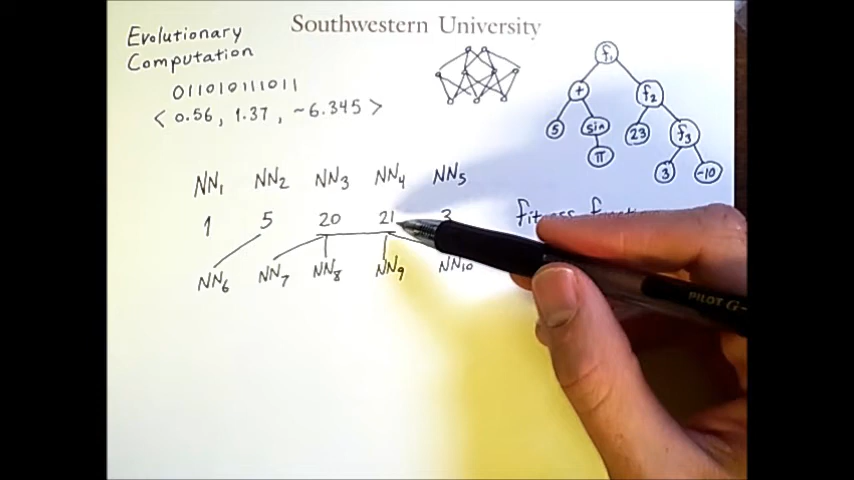 Southwestern University
Evolutionary
Computation
011010111011
< 0.56, 1.37, ~6.345 >
f₁
+ f₂
5 sin 23 f₃
π 3 -10
NN₁ NN₂ NN₃ NN₄ NN₅
1 5 20 21 3
fitness
NN₆ NN₇ NN₈ NN₉ NN₁₀
PILOT G-